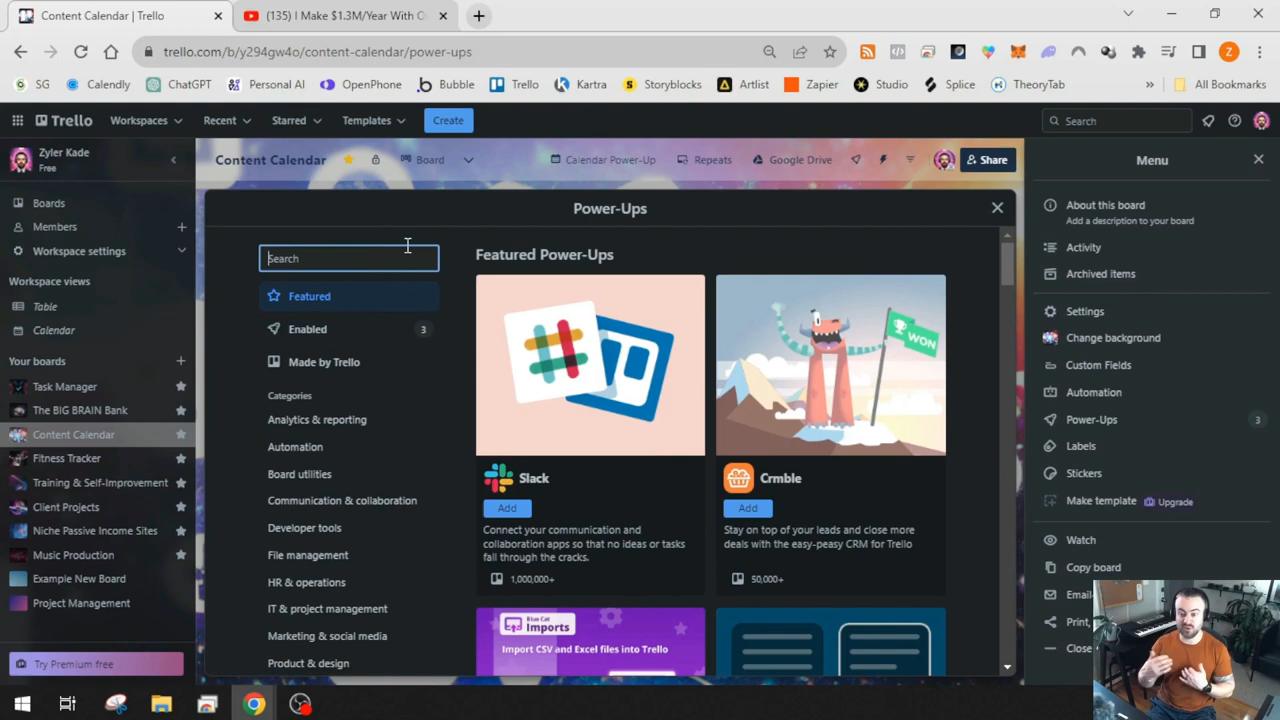 Content Calendar | Trello
(135) I Make $1.3M/Year With O
trello.com/b/y294gw4o/content-calendar/power-ups
Z
SG
Calendly
ChatGPT
Personal AI
OpenPhone
Bubble
Trello
Kartra
Storyblocks
Artlist
Zapier
Studio
Splice
TheoryTab
»
All Bookmarks
Trello
Workspaces
Recent
Starred
Templates
Create
Search
Zyler Kade
Free
Content Calendar
Board
Calendar Power-Up
Repeats
Google Drive
Share
Menu
Boards
Members
Workspace settings
Workspace views
Table
Calendar
Your boards
Task Manager
The BIG BRAIN Bank
Content Calendar
Fitness Tracker
Training & Self-Improvement
Client Projects
Niche Passive Income Sites
Music Production
Example New Board
Project Management
Try Premium free
Power-Ups
Search
Featured
Enabled 3
Made by Trello
Categories
Analytics & reporting
Automation
Board utilities
Communication & collaboration
Developer tools
File management
HR & operations
IT & project management
Marketing & social media
Product & design
Featured Power-Ups
Slack
Add
Connect your communication and
collaboration apps so that no ideas or tasks
fall through the cracks.
1,000,000+
WON
Crmble
Add
Stay on top of your leads and close more
deals with the easy-peasy CRM for Trello
50,000+
Blue Cat
Imports
Import CSV and Excel files into Trello
About this board
Add a description to your board
Activity
Archived items
Settings
Change background
Custom Fields
Automation
Power-Ups 3
Labels
Stickers
Make template Upgrade
Watch
Copy board
Email
Print,
Close